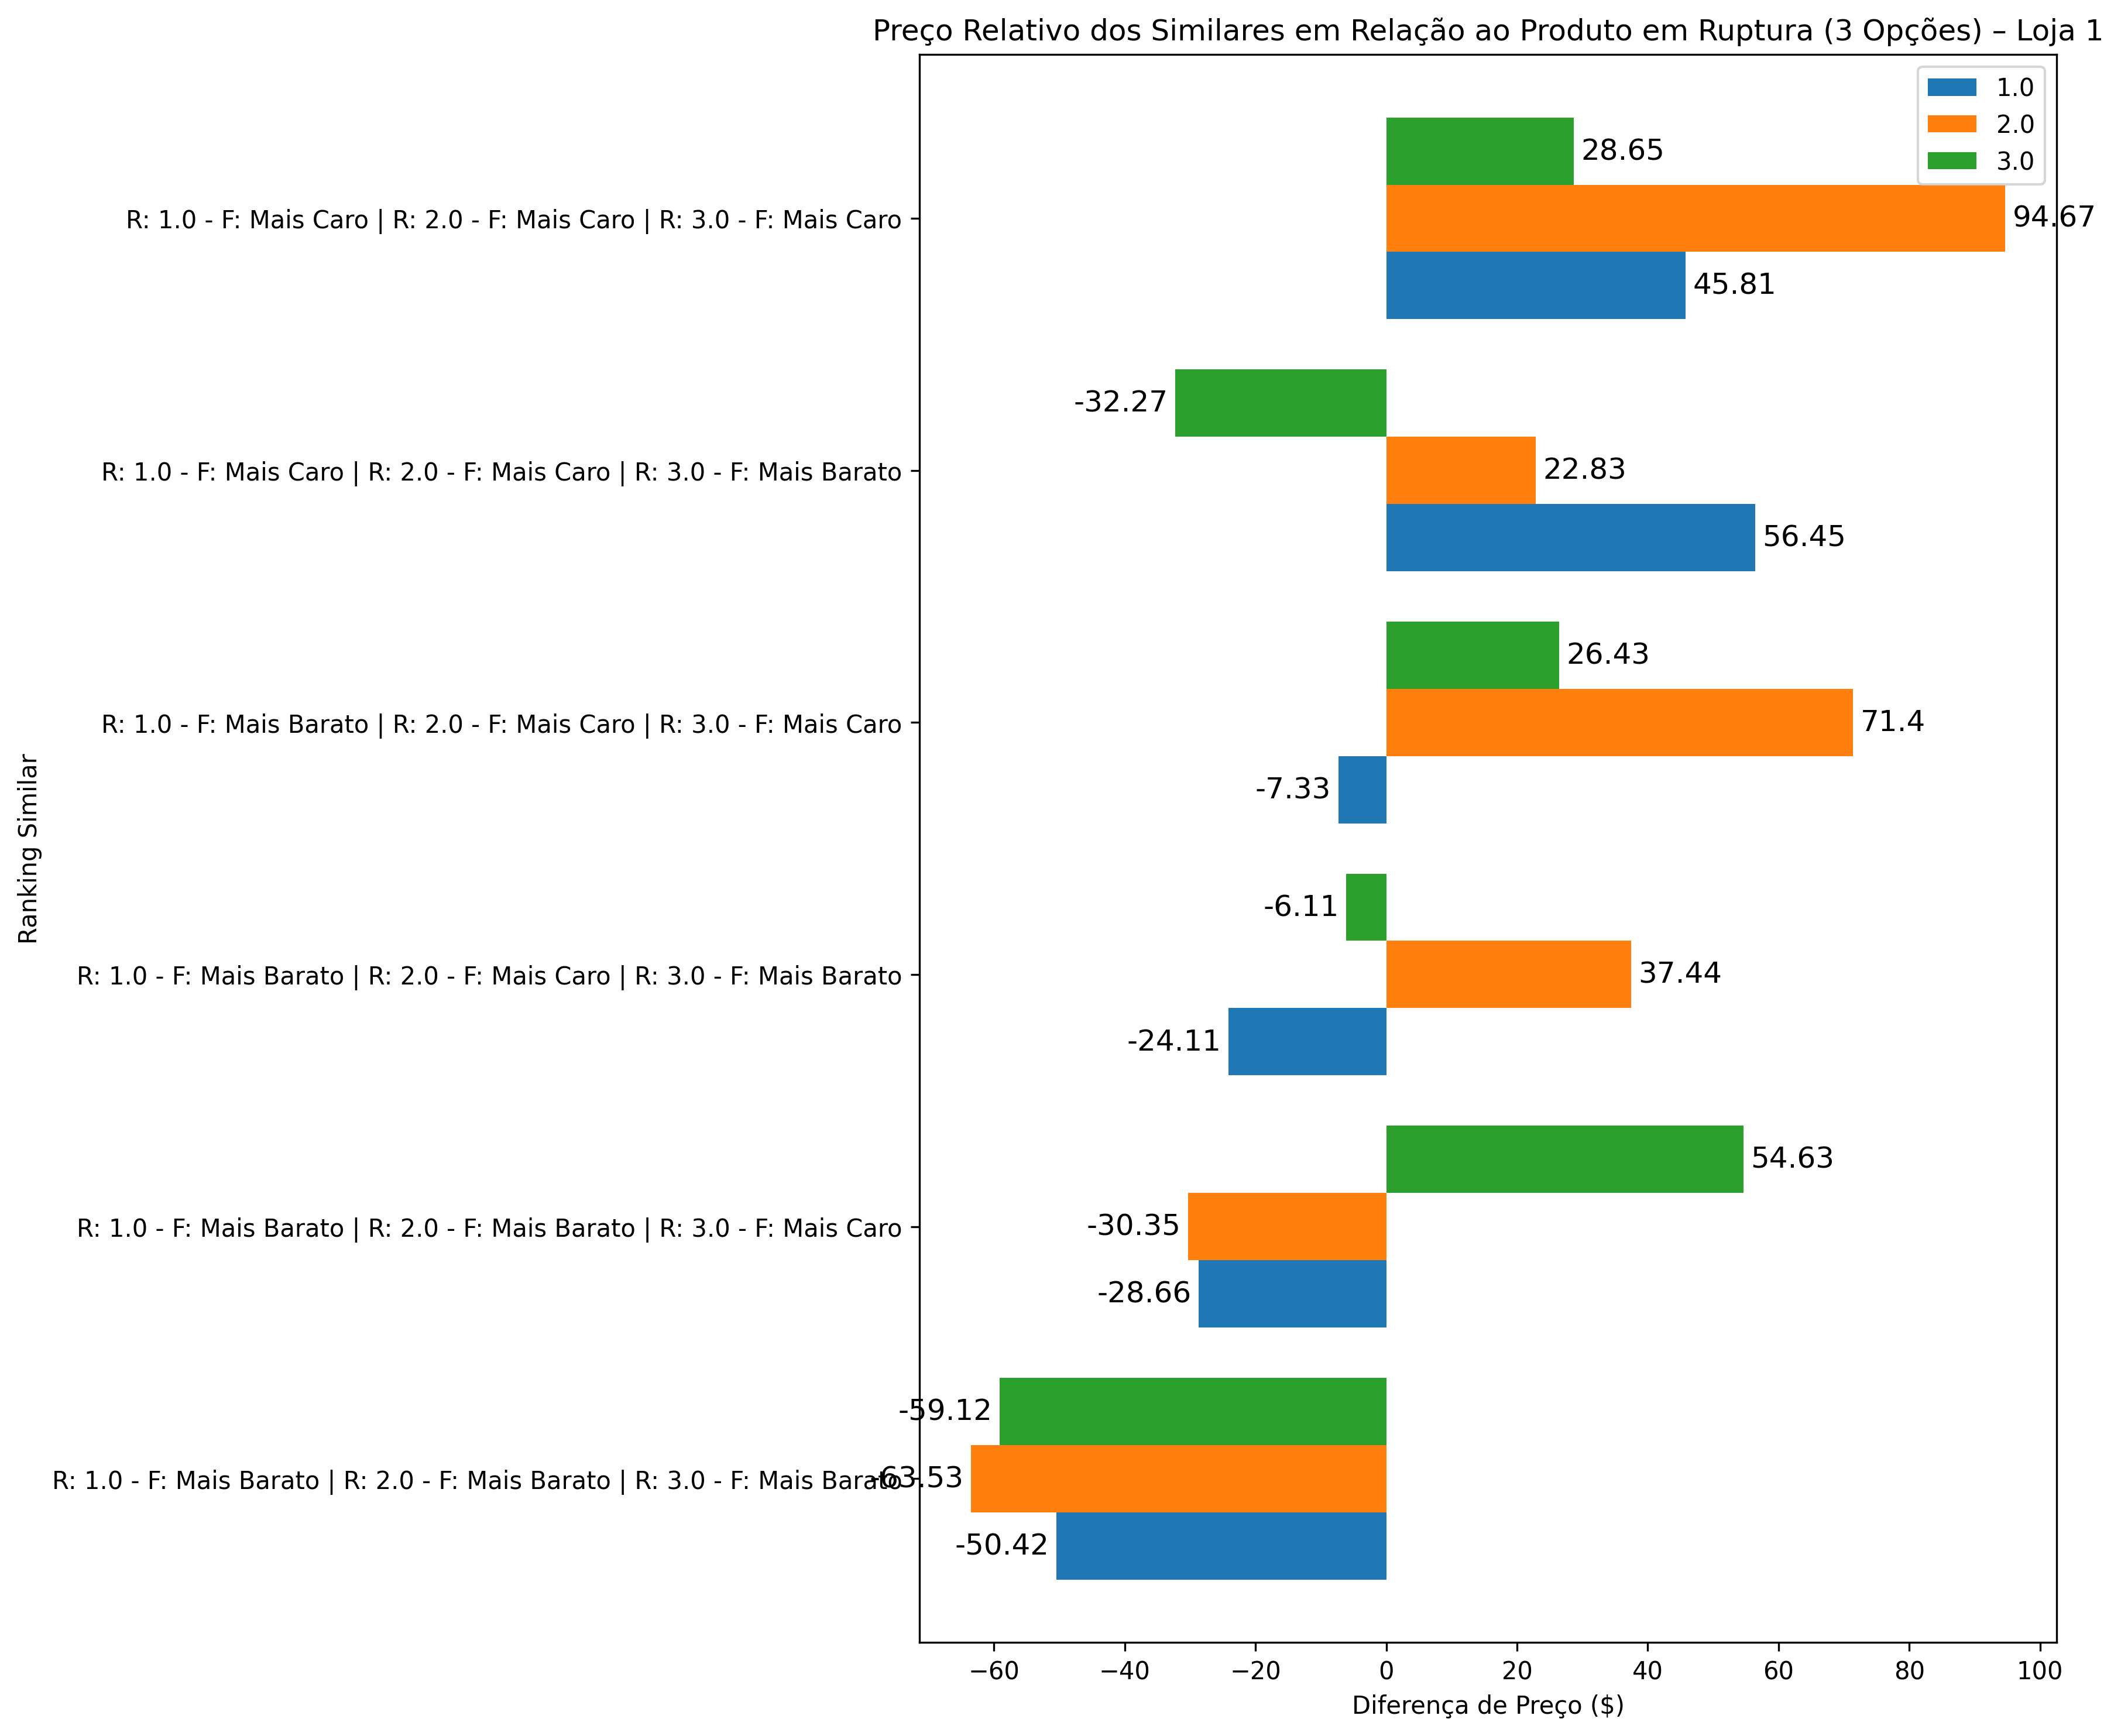 Preço Relativo dos Similares em Relação ao Produto em Ruptura (3 Opções) – Loja 1
1.0
2.0
3.0
28.65
R: 1.0 - F: Mais Caro | R: 2.0 - F: Mais Caro | R: 3.0 - F: Mais Caro
94.67
45.81
-32.27
R: 1.0 - F: Mais Caro | R: 2.0 - F: Mais Caro | R: 3.0 - F: Mais Barato
22.83
56.45
26.43
R: 1.0 - F: Mais Barato | R: 2.0 - F: Mais Caro | R: 3.0 - F: Mais Caro
71.4
-7.33
Ranking Similar
-6.11
R: 1.0 - F: Mais Barato | R: 2.0 - F: Mais Caro | R: 3.0 - F: Mais Barato
37.44
-24.11
54.63
R: 1.0 - F: Mais Barato | R: 2.0 - F: Mais Barato | R: 3.0 - F: Mais Caro
-30.35
-28.66
-59.12
R: 1.0 - F: Mais Barato | R: 2.0 - F: Mais Barato | R: 3.0 - F: Mais Barato
-63.53
-50.42
−60 −40 −20 0 20 40 60 80 100
Diferença de Preço ($)